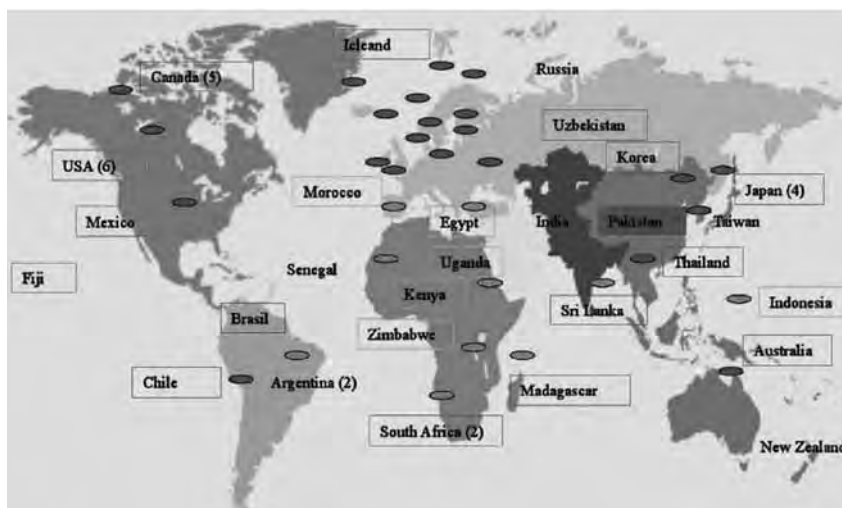 Icleand
Canada (5)
Russia
Uzbekistan
USA (6)
Korea
Morocco
Japan (4)
Mexico
Egypt
India
Pakistan
Taiwan
Senegal
Uganda
Thailand
Fiji
Kenya
Sri Lanka
Indonesia
Brasil
Zimbabwe
Australia
Chile
Argentina (2)
Madagascar
South Africa (2)
New Zealand